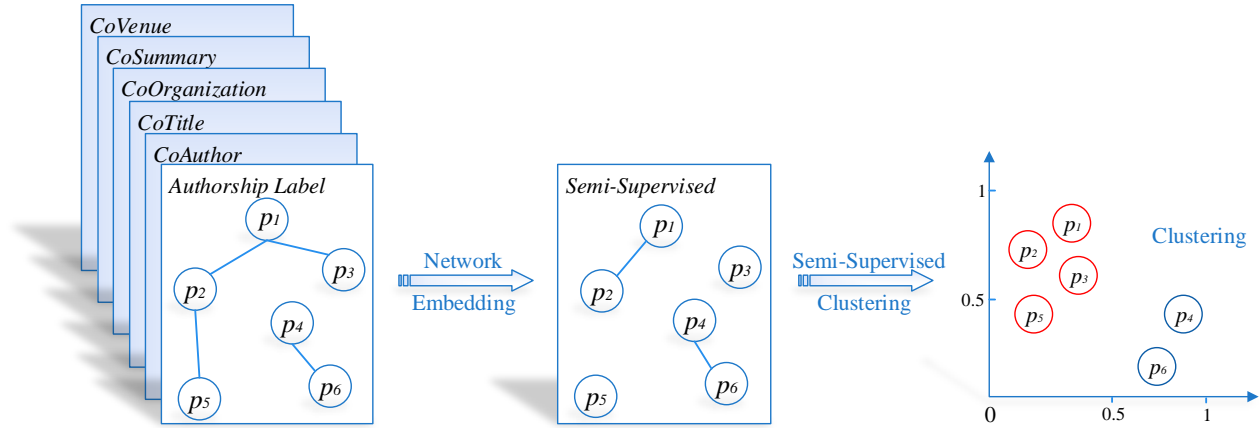 CoVenue
CoSummary
CoOrganization
CoTitle
CoAuthor
Authorship Label
p1
p3
p2
p4
p6
p5
Network
Embedding
Semi-Supervised
p1
p3
p2
p4
p6
p5
Semi-Supervised
Clustering
1
p1
Clustering
p2
p3
0.5
p5
p4
p6
0
0.5
1